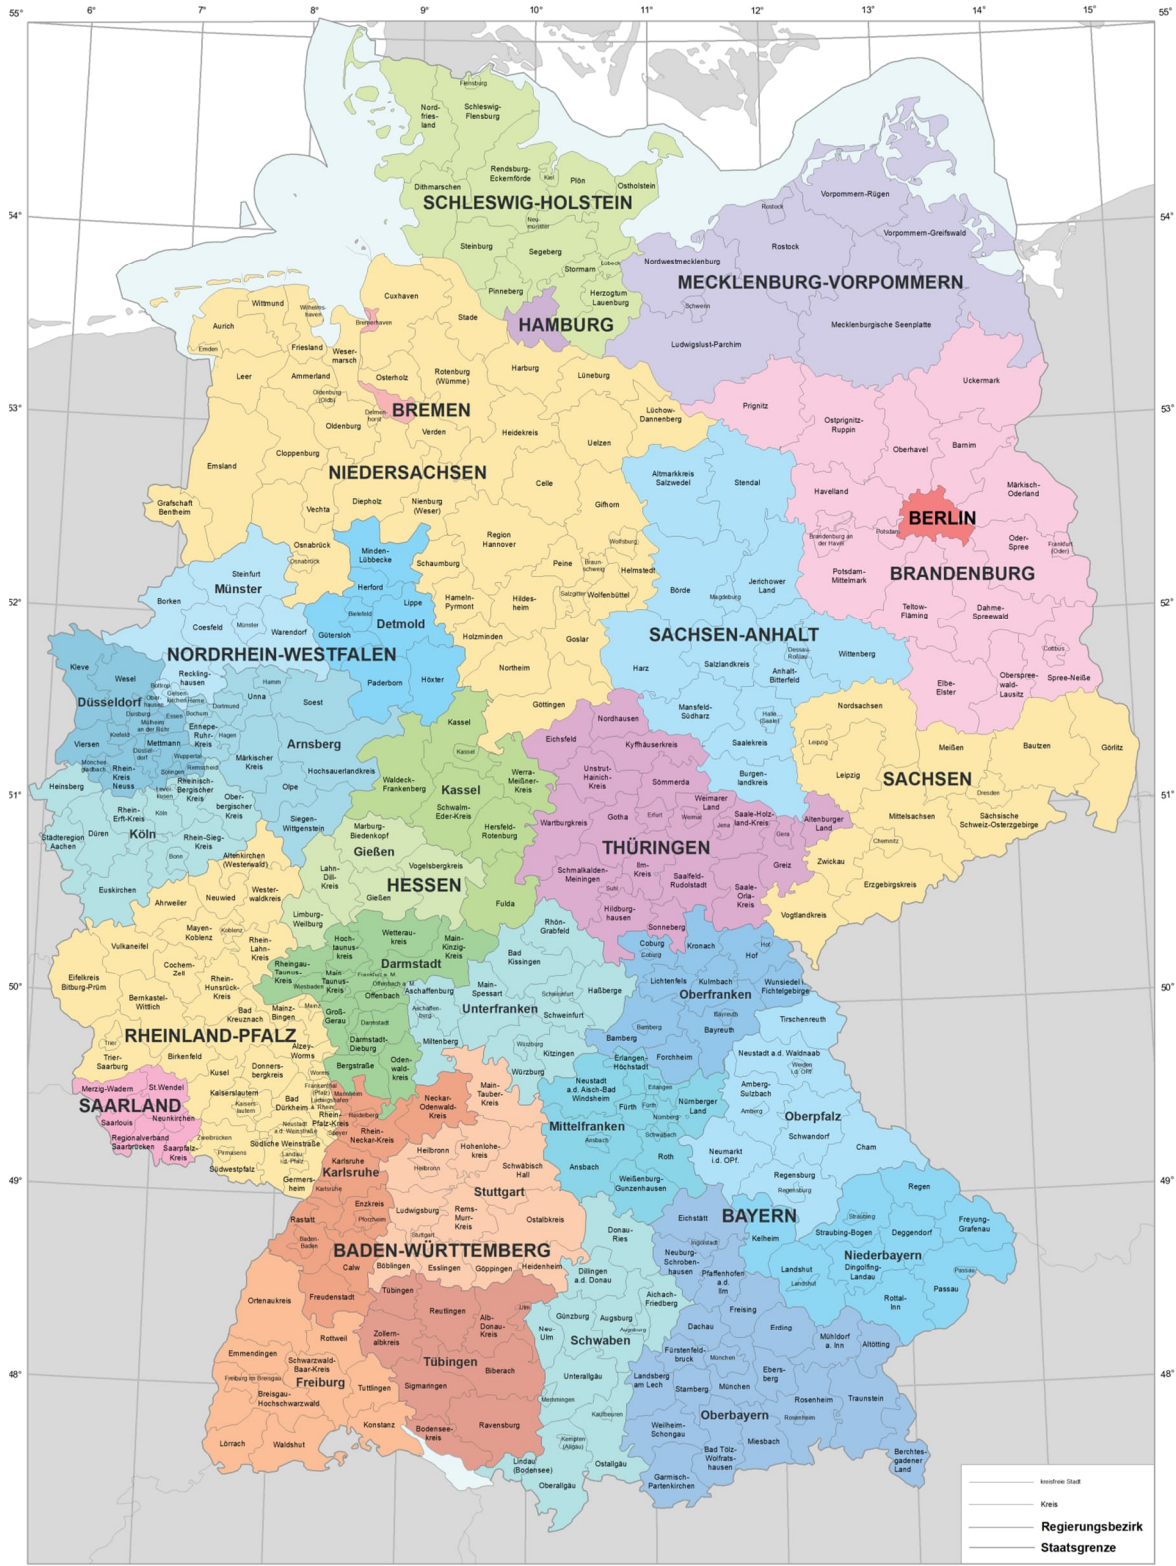 55°
6°
7°
8°
9°
10°
11°
12°
13°
14°
15°
55°
Flensburg
Nord-
fries-
land
Schleswig-
Flensburg
Rendsburg-
Eckernförde
Kiel
Plön
Ostholstein
Dithmarschen
SCHLESWIG-HOLSTEIN
Neu-
münster
Steinburg
Segeberg
Lübeck
Stormarn
Pinneberg
Herzogtum
Lauenburg
HAMBURG
54°
54°
Vorpommern-Rügen
Rostock
Vorpommern-Greifswald
Rostock
Nordwestmecklenburg
MECKLENBURG-VORPOMMERN
Schwerin
Mecklenburgische Seenplatte
Ludwigslust-Parchim
Cuxhaven
Wittmund
Wilhelms-
haven
Stade
Aurich
Bremerhaven
Emden
Friesland
Weser-
marsch
Leer
Ammerland
Osterholz
Rotenburg
(Wümme)
Harburg
Lüneburg
Oldenburg
(Oldb)
BREMEN
Delmen-
horst
Oldenburg
Verden
Heidekreis
Lüchow-
Dannenberg
Uelzen
Cloppenburg
Emsland
NIEDERSACHSEN
Celle
Grafschaft
Bentheim
Vechta
Diepholz
Nienburg
(Weser)
Gifhorn
Osnabrück
Osnabrück
Region
Hannover
Schaumburg
Peine
Braun-
schweig
Wolfsburg
Helmstedt
Hameln-
Pyrmont
Hildes-
heim
Salzgitter
Wolfenbüttel
Holzminden
Goslar
Northeim
Göttingen
53°
53°
Prignitz
Uckermark
Ostprignitz-
Ruppin
Oberhavel
Barnim
Havelland
Märkisch-
Oderland
BERLIN
Brandenburg an
der Havel
Potsdam
Oder-
Spree
Frankfurt
(Oder)
Potsdam-
Mittelmark
BRANDENBURG
Teltow-
Fläming
Dahme-
Spreewald
Cottbus
Elbe-
Elster
Oberspree-
wald-
Lausitz
Spree-Neiße
Altmarkkreis
Salzwedel
Stendal
Börde
Magdeburg
Jerichower
Land
SACHSEN-ANHALT
Dessau-
Roßlau
Wittenberg
Harz
Salzlandkreis
Anhalt-
Bitterfeld
Mansfeld-
Südharz
Halle
(Saale)
Saalekreis
Burgen-
landkreis
52°
52°
Minden-
Lübbecke
Steinfurt
Münster
Herford
Borken
Lippe
Bielefeld
Coesfeld
Münster
Warendorf
Gütersloh
Detmold
NORDRHEIN-WESTFALEN
Paderborn
Höxter
Kleve
Wesel
Reckling-
hausen
Bottrop
Gelsen-
kirchen
Herne
Hamm
Düsseldorf
Ober-
hausen
Dortmund
Unna
Soest
Duisburg
Essen
Bochum
Mülheim
an der Ruhr
Krefeld
Ennepe-
Ruhr-
Kreis
Hagen
Viersen
Mettmann
Arnsberg
Düssel-
dorf
Wuppertal
Märkischer
Kreis
Mönchen-
gladbach
Remscheid
Solingen
Hochsauerlandkreis
Rhein-
Kreis
Neuss
Rheinisch-
Bergischer
Kreis
Heinsberg
Lever-
kusen
Olpe
Ober-
bergischer
Kreis
Rhein-
Erft-Kreis
Köln
Köln
Siegen-
Wittgenstein
Städteregion
Aachen
Düren
Rhein-Sieg-
Kreis
Bonn
Euskirchen
Kassel
Kassel
Waldeck-
Frankenberg
Kassel
Werra-
Meißner-
Kreis
Schwalm-
Eder-Kreis
Hersfeld-
Rotenburg
Marburg-
Biedenkopf
Gießen
Lahn-
Dill-
Kreis
Vogelsbergkreis
HESSEN
Gießen
Fulda
Limburg-
Weilburg
Wetterau-
kreis
Hoch-
taunus-
kreis
Main-
Kinzig-
Kreis
Darmstadt
Rheingau-
Taunus-
Kreis
Main-
Taunus-
Kreis
Frankfurt a. M.
Offenbach a. M.
Wiesbaden
Offenbach
Groß-
Gerau
Darmstadt
Darmstadt-
Dieburg
Bergstraße
Oden-
wald-
kreis
Nordhausen
Eichsfeld
Kyffhäuserkreis
Unstrut-
Hainich-
Kreis
Sömmerda
Weimarer
Land
Wartburgkreis
Gotha
Erfurt
Weimar
Jena
Saale-Holz-
land-Kreis
Altenburger
Land
Gera
THÜRINGEN
Schmalkalden-
Meiningen
Ilm-
Kreis
Greiz
Saalfeld-
Rudolstadt
Suhl
Saale-
Orla-
Kreis
Hildburg-
hausen
Sonneberg
Nordsachsen
Leipzig
Leipzig
Meißen
Bautzen
Görlitz
SACHSEN
Dresden
Mittelsachsen
Sächsische
Schweiz-Osterzgebirge
Chemnitz
Zwickau
Erzgebirgskreis
Vogtlandkreis
51°
51°
Altenkirchen
(Westerwald)
Ahrweiler
Neuwied
Wester-
waldkreis
Mayen-
Koblenz
Koblenz
Vulkaneifel
Rhein-
Lahn-
Kreis
Cochem-
Zell
Eifelkreis
Bitburg-Prüm
Rhein-
Hunsrück-
Kreis
Bernkastel-
Wittlich
Bad
Kreuznach
Mainz-
Bingen
Mainz
RHEINLAND-PFALZ
Trier
Trier-
Saarburg
Birkenfeld
Alzey-
Worms
Worms
Kusel
Donners-
bergkreis
Frankenthal
(Pfalz)
Kaiserslautern
Kaisers-
lautern
Bad
Dürkheim
Ludwigshafen
a. Rhein
Rhein-
Pfalz-Kreis
Neustadt
a.d. Weinstraße
Speyer
Zweibrücken
Pirmasens
Südliche Weinstraße
Landau
i.d. Pfalz
Südwestpfalz
Germers-
heim
Merzig-Wadern
St.Wendel
SAARLAND
Saarlouis
Neunkirchen
Regionalverband
Saarbrücken
Saarpfalz-
Kreis
50°
50°
Rhön-
Grabfeld
Bad
Kissingen
Aschaffenburg
Main-
Spessart
Schweinfurt
Haßberge
Aschaffen-
berg
Unterfranken
Schweinfurt
Miltenberg
Würzburg
Kitzingen
Würzburg
Coburg
Coburg
Kronach
Hof
Hof
Lichtenfels
Kulmbach
Wunsiedel i.
Fichtelgebirge
Oberfranken
Bayreuth
Bamberg
Bayreuth
Bamberg
Forchheim
Tirschenreuth
Neustadt a.d. Waldnaab
Weiden
i.d. OPf.
Amberg-
Sulzbach
Amberg
Oberpfalz
Schwandorf
Cham
Neumarkt
i.d. OPf.
Regensburg
Regensburg
Erlangen-
Höchstadt
Neustadt
a.d. Aisch-Bad
Windsheim
Erlangen
Fürth
Fürth
Nürnberger
Land
Nürnberg
Mittelfranken
Schwabach
Ansbach
Roth
Ansbach
Weißenburg-
Gunzenhausen
BAYERN
Regen
Straubing
Freyung-
Grafenau
Straubing-Bogen
Deggendorf
Kelheim
Niederbayern
Dingolfing-
Landau
Landshut
Landshut
Passau
Passau
Rottal-
Inn
Eichstätt
Ingolstadt
Neuburg-
Schroben-
hausen
Pfaffenhofen
a.d.
Ilm
Freising
Dachau
Erding
Mühldorf
a. Inn
Altötting
Fürstenfeld-
bruck
München
Landsberg
am Lech
Ebers-
berg
Starnberg
München
Rosenheim
Traunstein
Oberbayern
Rosenheim
Weilheim-
Schongau
Miesbach
Bad Tölz-
Wolfrats-
hausen
Berchtes-
gadener
Land
Garmisch-
Partenkirchen
Donau-
Ries
Dillingen
a.d. Donau
Aichach-
Friedberg
Günzburg
Augsburg
Augsburg
Neu-
Ulm
Schwaben
Unterallgäu
Memmingen
Kaufbeuren
Kempten
(Allgäu)
Ostallgäu
Lindau
(Bodensee)
Oberallgäu
Mannheim
Neckar-
Odenwald-
Kreis
Main-
Tauber-
Kreis
Heidelberg
Rhein-
Neckar-Kreis
Heilbronn
Hohenlohe-
kreis
Karlsruhe
Karlsruhe
Heilbronn
Schwäbisch
Hall
Karlsruhe
Stuttgart
Enzkreis
Ludwigsburg
Rems-
Murr-
Kreis
Rastatt
Pforzheim
Ostalbkreis
Stuttgart
Baden-
Baden
BADEN-WÜRTTEMBERG
Calw
Böblingen
Esslingen
Göppingen
Heidenheim
Tübingen
Freudenstadt
Ortenaukreis
Reutlingen
Ulm
Alb-
Donau-
Kreis
Rottweil
Zollern-
albkreis
Emmendingen
Tübingen
Schwarzwald-
Baar-Kreis
Biberach
Freiburg im Breisgau
Freiburg
Tuttlingen
Sigmaringen
Breisgau-
Hochschwarzwald
Konstanz
Bodensee-
kreis
Ravensburg
Lörrach
Waldshut
49°
49°
48°
48°
kreisfreie Stadt
Kreis
Regierungsbezirk
Staatsgrenze